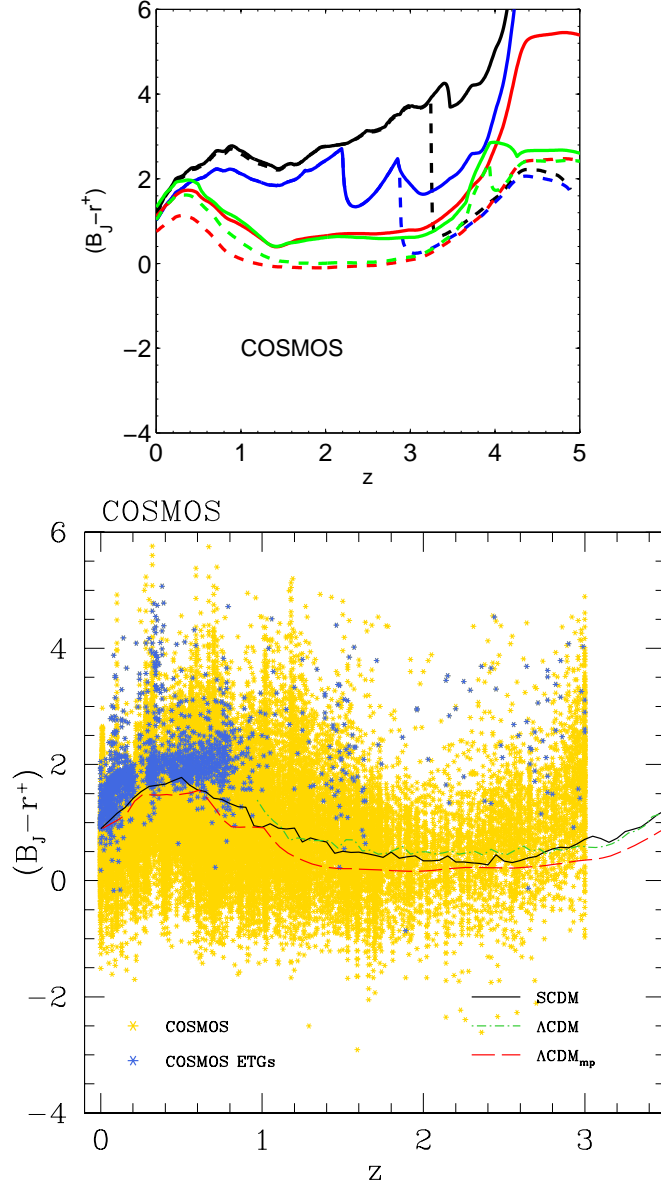 6
4
2
0
−2
−4
(B_J−r^+)
COSMOS
0 1 2 3 4 5
z
COSMOS
6
4
2
0
−2
−4
(B_J−r^+)
COSMOS
COSMOS ETGs
SCDM
ΛCDM
ΛCDM_mp
0 1 2 3
z